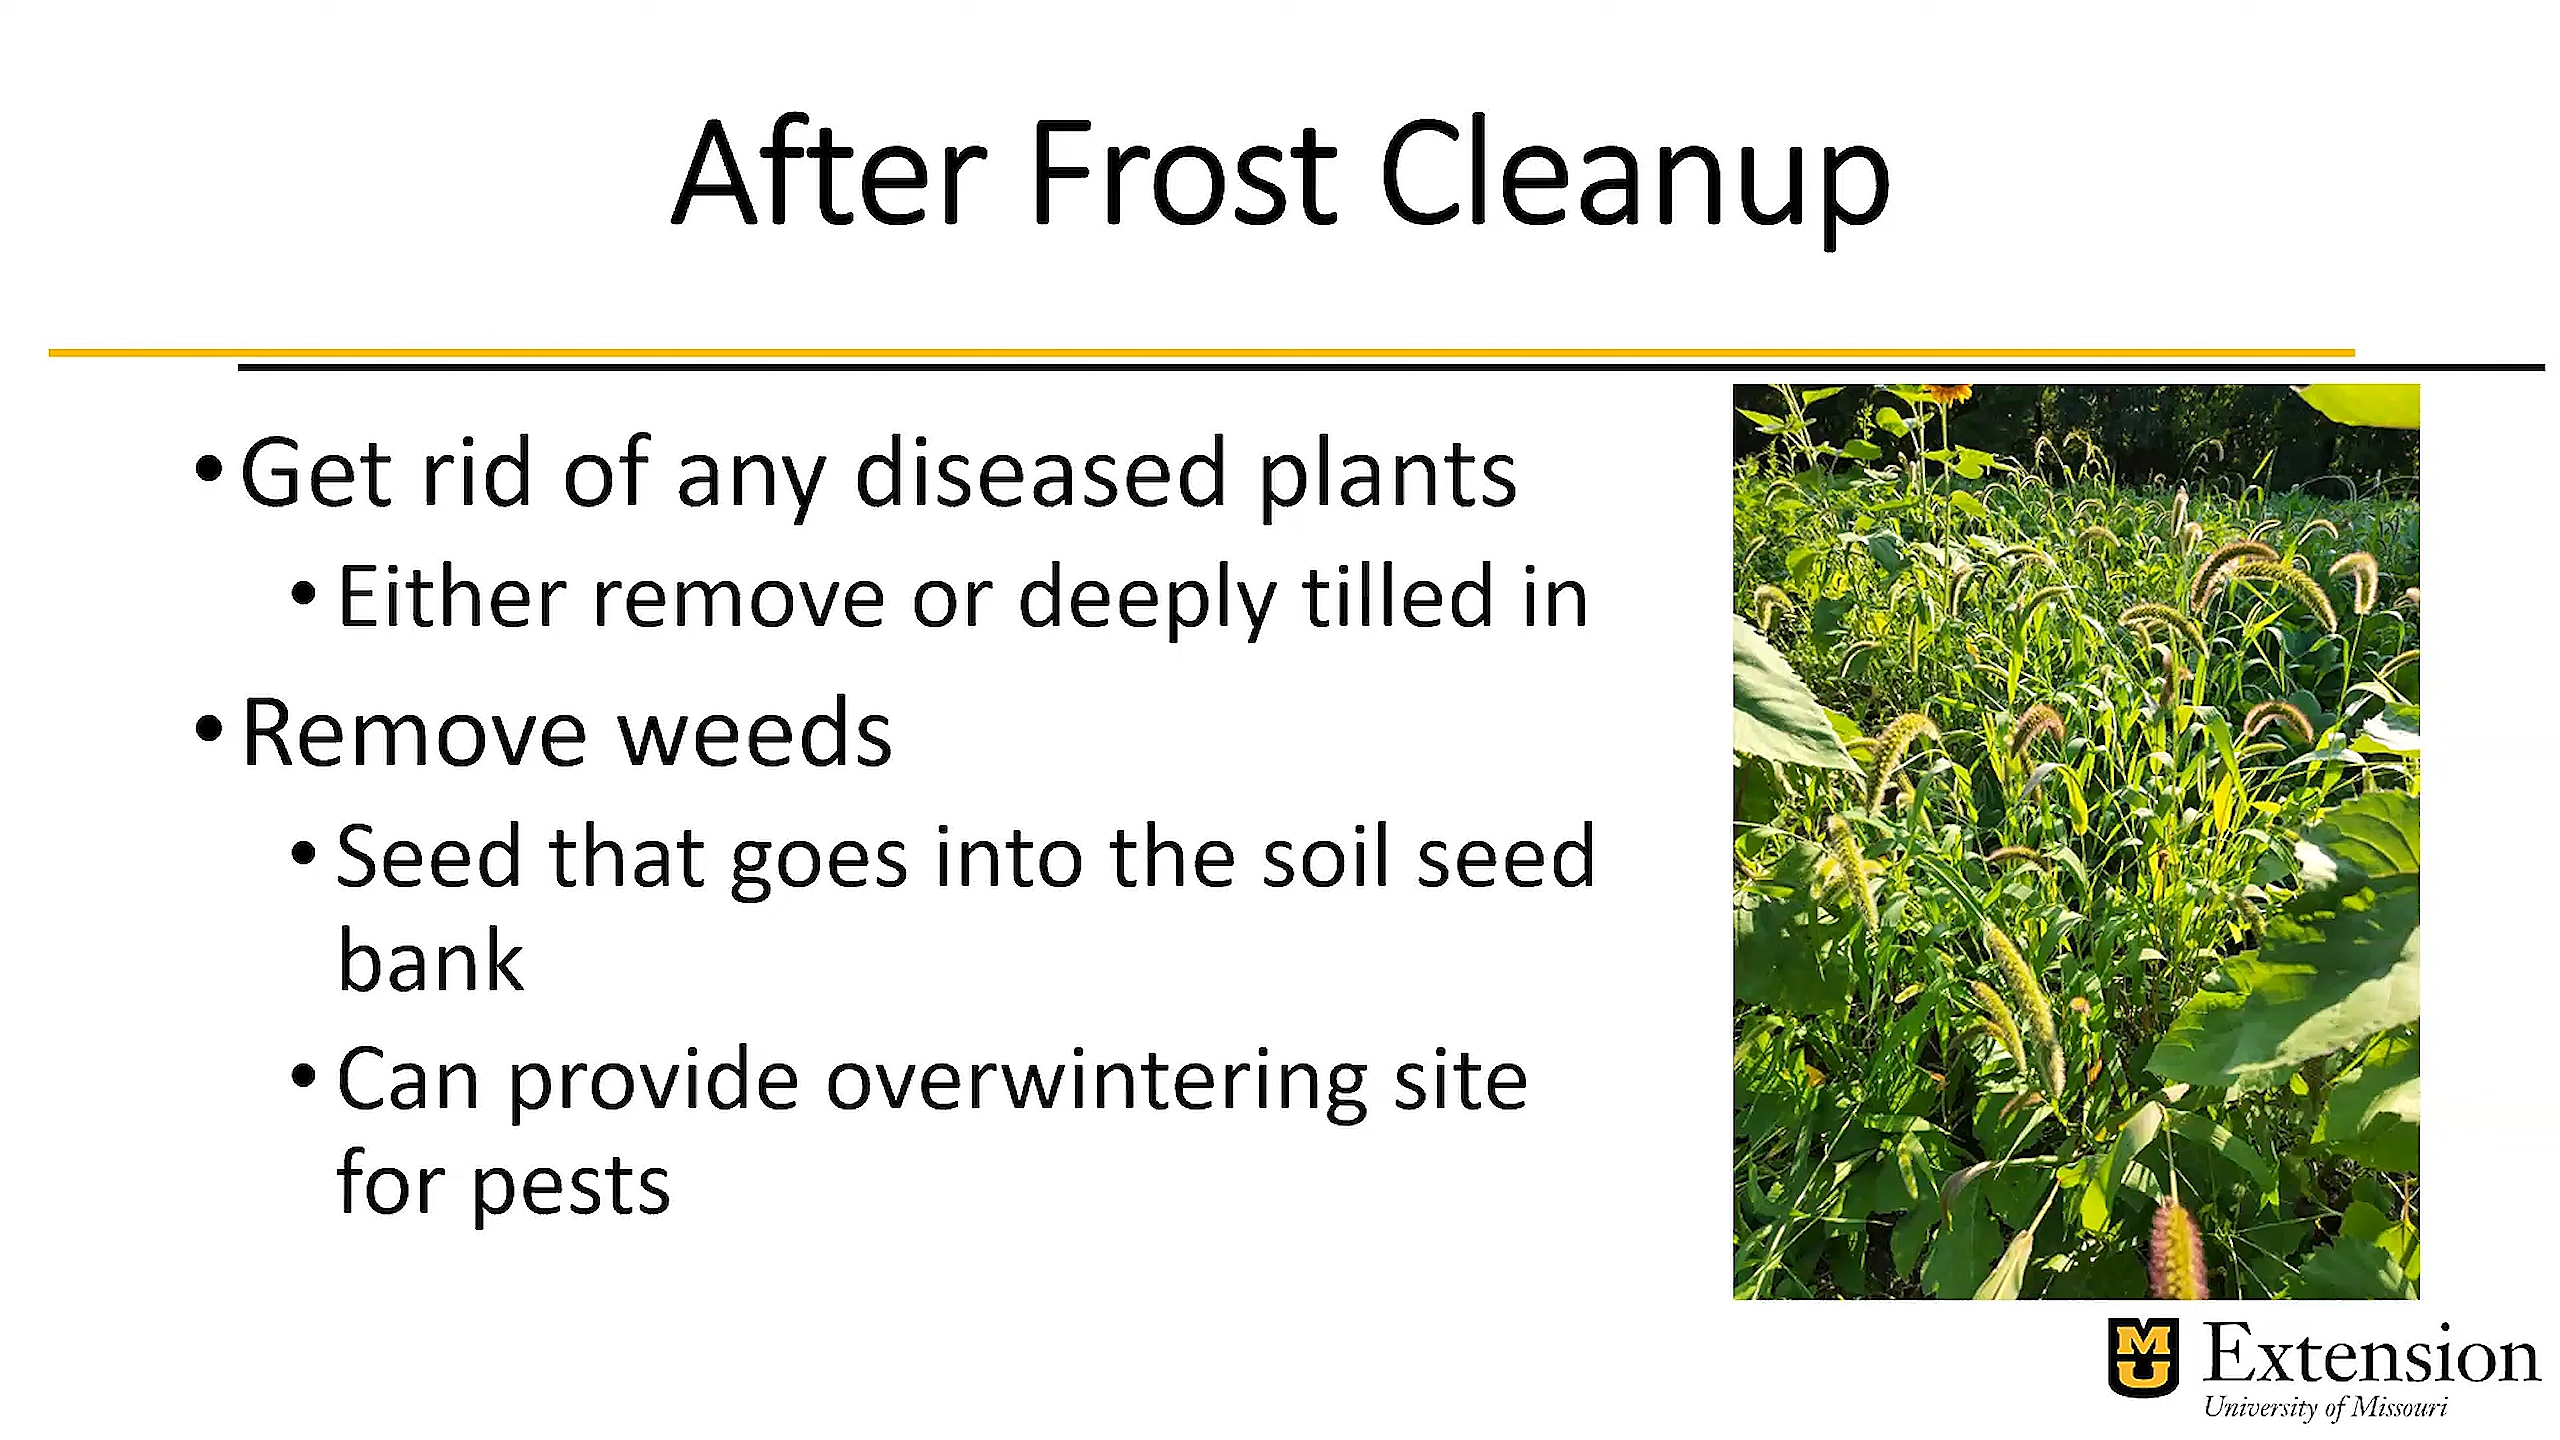 After Frost Cleanup
• Get rid of any diseased plants
• Either remove or deeply tilled in
• Remove weeds
• Seed that goes into the soil seed
bank
• Can provide overwintering site
for pests
MU Extension
University of Missouri